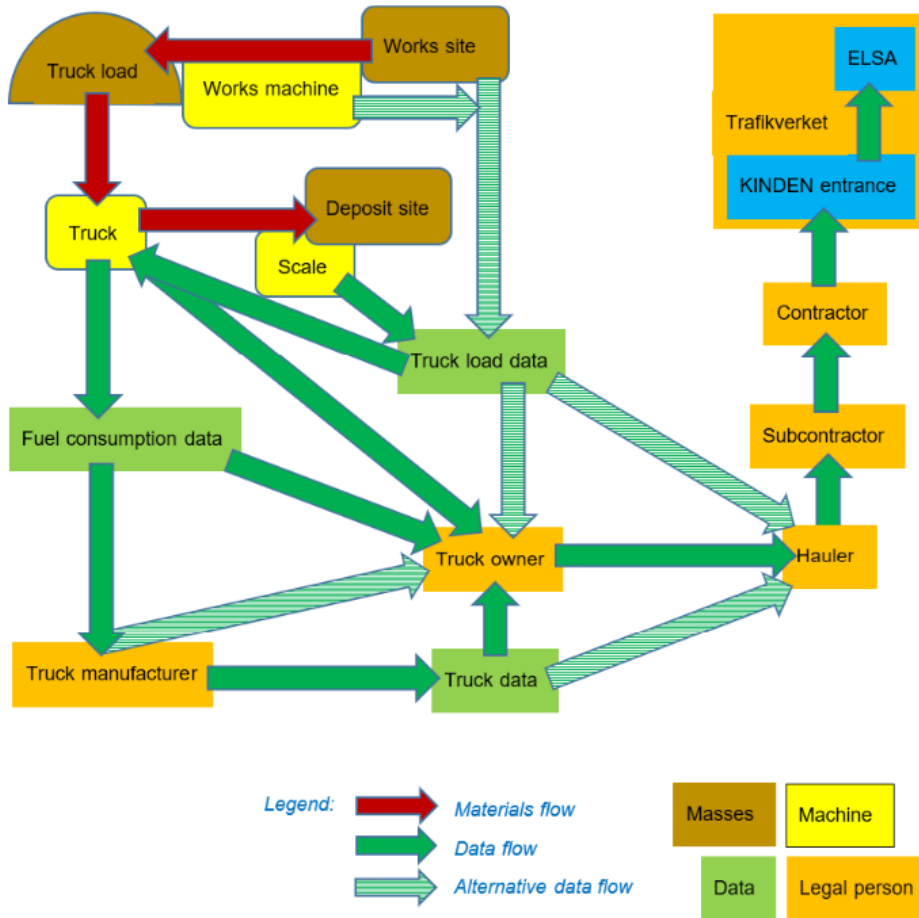 Works site
ELSA
Truck load
Works machine
Trafikverket
KINDEN entrance
Deposit site
Truck
Scale
Contractor
Truck load data
Fuel consumption data
Subcontractor
Truck owner
Hauler
Truck manufacturer
Truck data
Legend:
Materials flow
Data flow
Alternative data flow
Masses
Machine
Data
Legal person